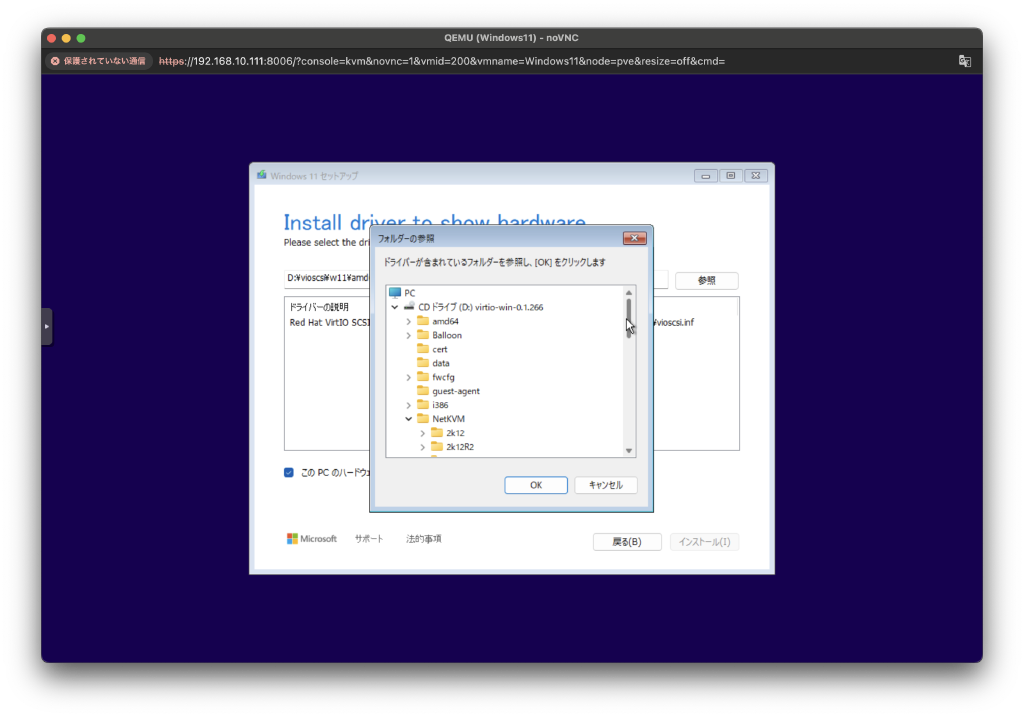 QEMU (Windows11) - noVNC
保護されていない通信 https://192.168.10.111:8006/?console=kvm&novnc=1&vmid=200&vmname=Windows11&node=pve&resize=off&cmd=
Windows 11 セットアップ
Install driver to show hardware
Please select the dri
フォルダーの参照
ドライバーが含まれているフォルダーを参照し、[OK] をクリックします
D:¥vioscsi¥w11¥amd
参照
ドライバーの説明
Red Hat VirtIO SCSI
¥vioscsi.inf
PC
CD ドライブ (D:) virtio-win-0.1.266
amd64
Balloon
cert
data
fwcfg
guest-agent
i386
NetKVM
2k12
2k12R2
この PC のハードウェ
OK
キャンセル
Microsoft
サポート
法的事項
戻る(B)
インストール(I)